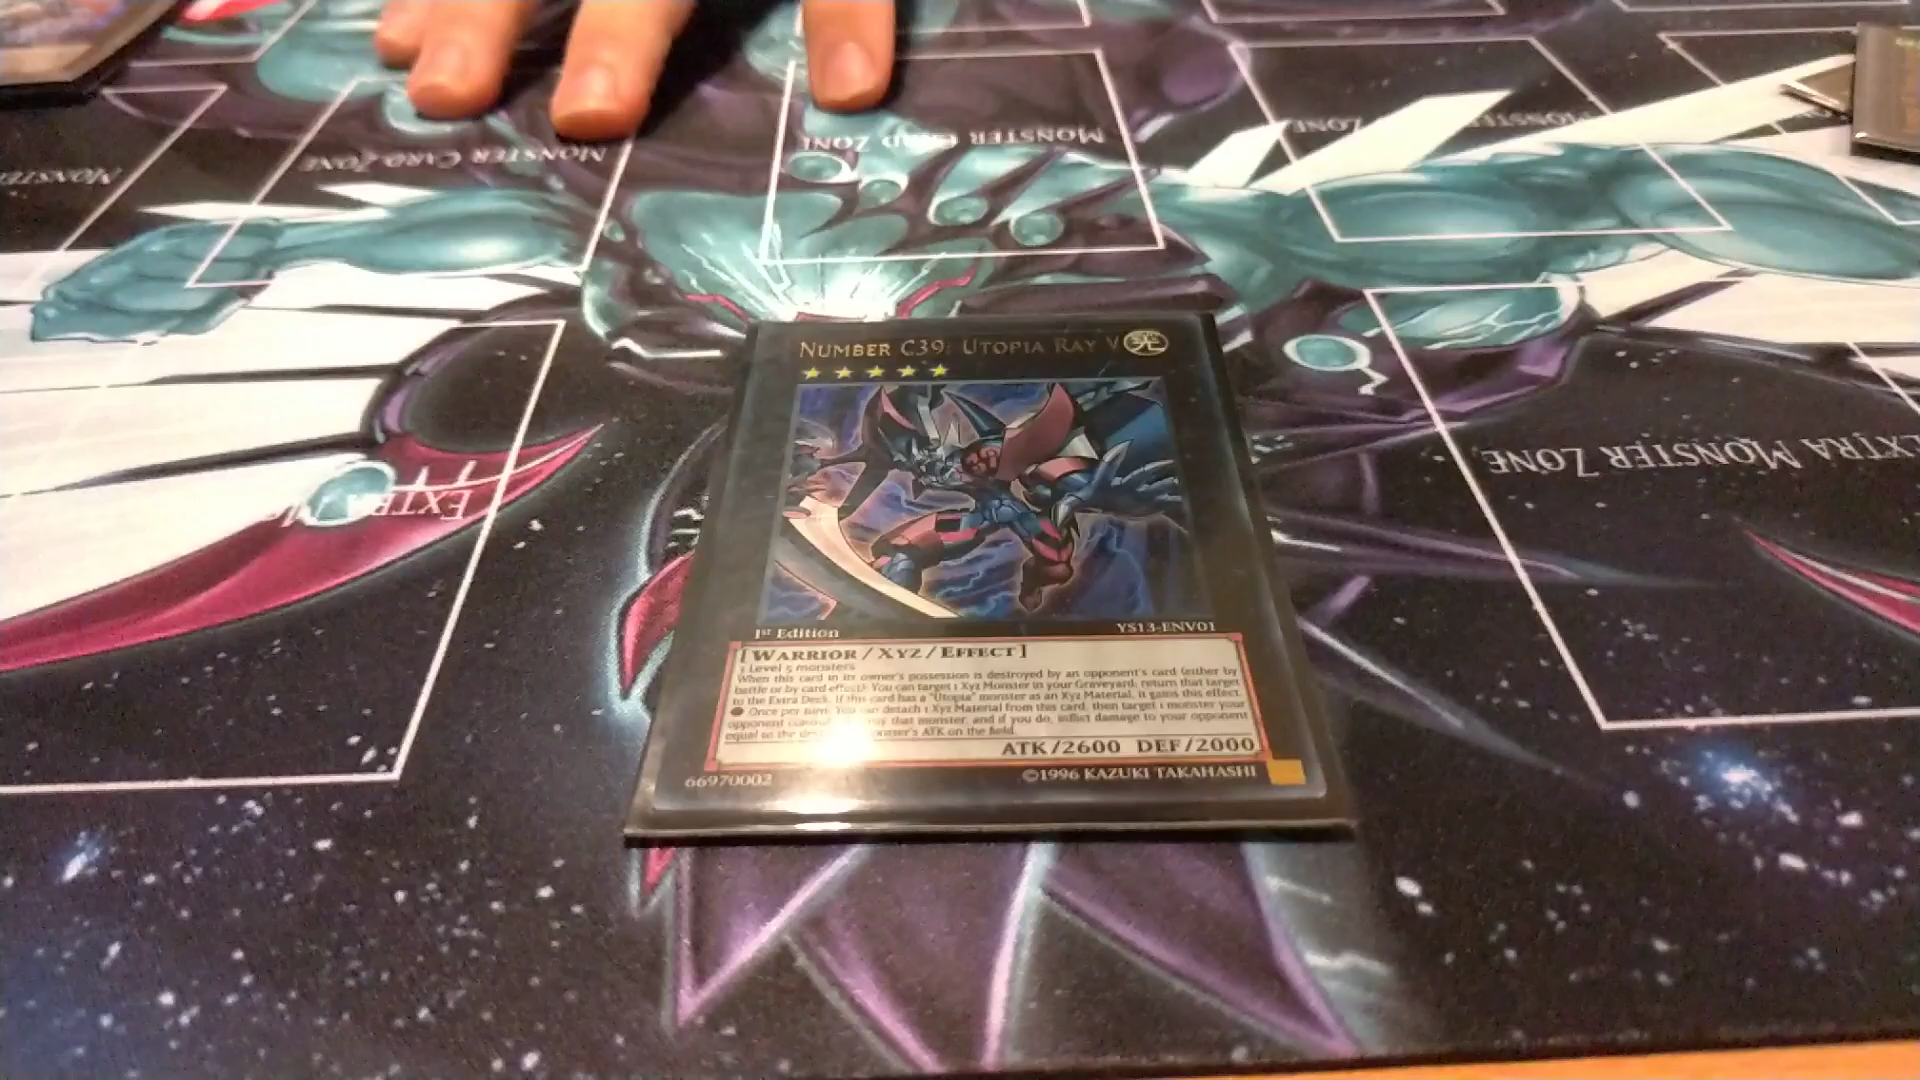 MONSTER CARD ZONE
MONSTER CARD ZONE
MONSTER
ZONE
MONSTER
EXTRA
EXTRA MONSTER ZONE
NUMBER C39: UTOPIA RAY V
光
1st Edition
YS13-ENV01
[WARRIOR/XYZ/EFFECT]
3 Level 5 monsters
When this card in its owner's possession is destroyed by an opponent's card (either by
battle or by card effect): You can target 1 Xyz Monster in your Graveyard; return that target
to the Extra Deck. If this card has a "Utopia" monster as an Xyz Material, it gains this effect.
● Once per turn: You can detach 1 Xyz Material from this card, then target 1 monster your
opponent that monster, and if you do, inflict damage to your opponent
equal to the ATK on the field.
ATK/2600 DEF/2000
66970002
©1996 KAZUKI TAKAHASHI